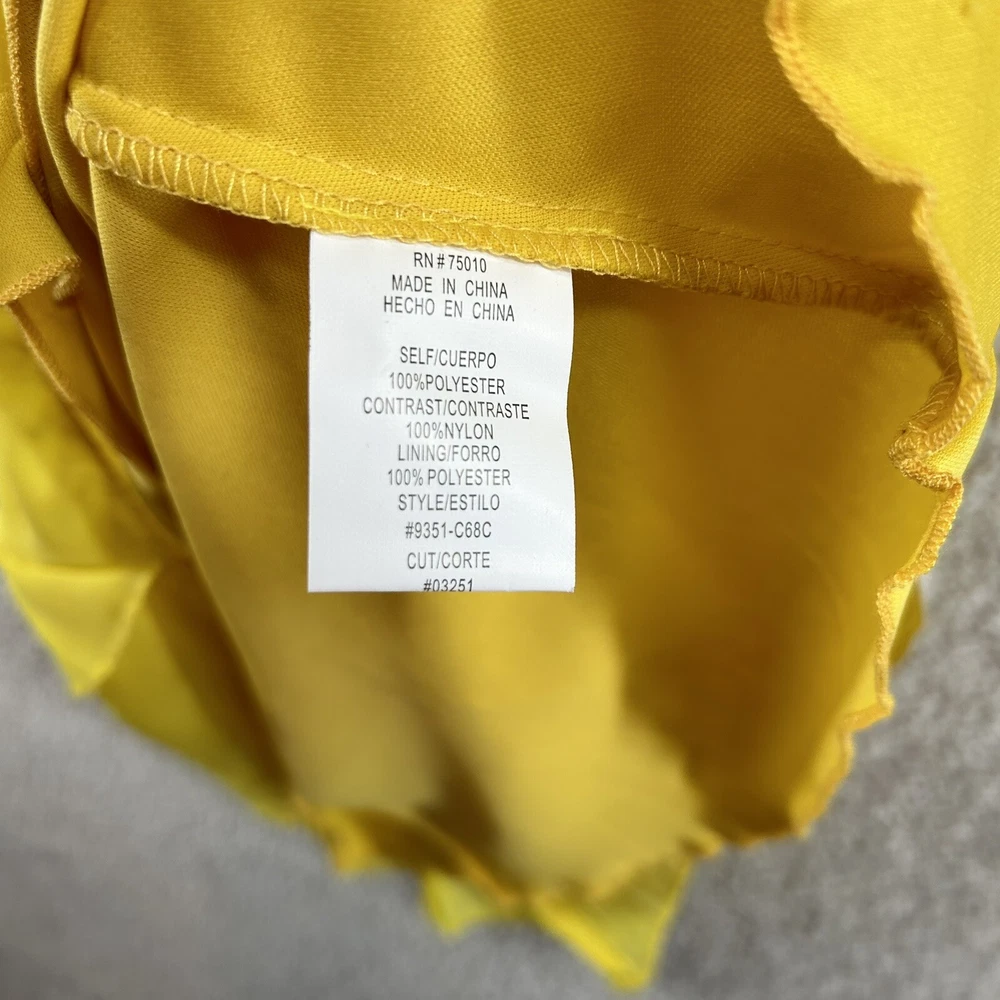 RN#75010
MADE IN CHINA
HECHO EN CHINA
SELF/CUERPO
100%POLYESTER
CONTRAST/CONTRASTE
100%NYLON
LINING/FORRO
100%POLYESTER
STYLE/ESTILO
#9351-C68C
CUT/CORTE
#03251